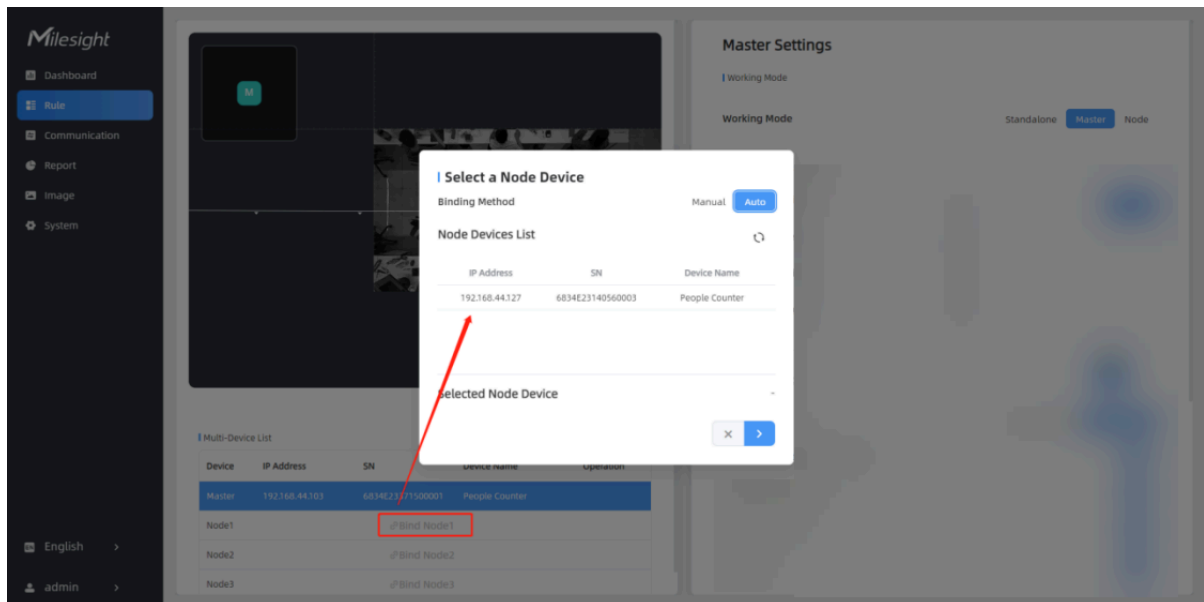 Milesight
Dashboard
Rule
Communication
Report
Image
System
English
admin
M
Multi-Device List
Device IP Address SN Device Name Operation
Master 192.168.44.103 6834E23371500001 People Counter
Node1 Bind Node1
Node2 Bind Node2
Node3 Bind Node3
Select a Node Device
Binding Method Manual Auto
Node Devices List
IP Address SN Device Name
192.168.44.127 6834E23140560003 People Counter
Selected Node Device -
Master Settings
Working Mode
Working Mode Standalone Master Node